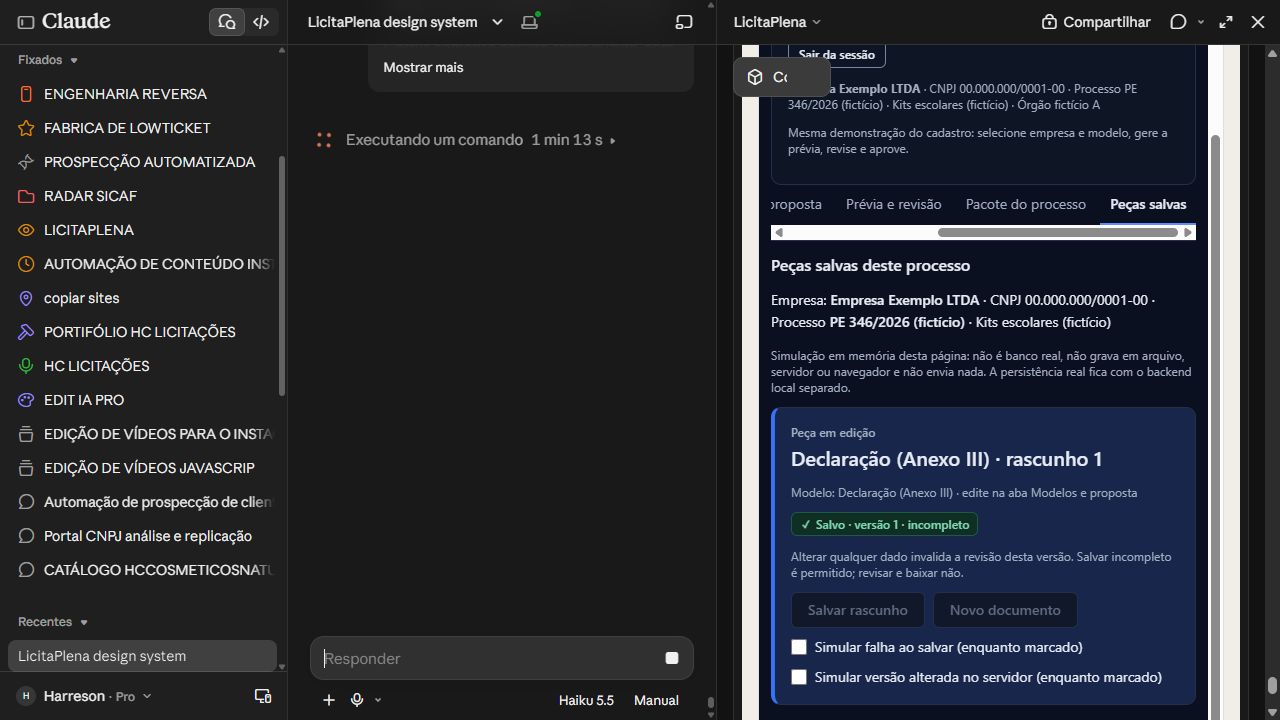 Claude
Fixados
ENGENHARIA REVERSA
FABRICA DE LOWTICKET
PROSPECÇÃO AUTOMATIZADA
RADAR SICAF
LICITAPLENA
AUTOMAÇÃO DE CONTEÚDO INST
copiar sites
PORTIFÓLIO HC LICITAÇÕES
HC LICITAÇÕES
EDIT IA PRO
EDIÇÃO DE VÍDEOS PARA O INSTA
EDIÇÃO DE VÍDEOS JAVASCRIP
Automação de prospecção de clien
Portal CNPJ análise e replicação
CATÁLOGO HCCOSMETICOSNATU
Recentes
LicitaPlena design system
H Harreson · Pro
LicitaPlena design system
Mostrar mais
Executando um comando 1 min 13 s
Responder
Haiku 5.5 Manual
LicitaPlena
Compartilhar
Sair da sessão
Exemplo LTDA · CNPJ 00.000.000/0001-00 · Processo PE
346/2026 (fictício) · Kits escolares (fictício) · Órgão fictício A
Mesma demonstração do cadastro: selecione empresa e modelo, gere a
prévia, revise e aprove.
proposta Prévia e revisão Pacote do processo Peças salvas
Peças salvas deste processo
Empresa: Empresa Exemplo LTDA · CNPJ 00.000.000/0001-00 ·
Processo PE 346/2026 (fictício) · Kits escolares (fictício)
Simulação em memória desta página: não é banco real, não grava em arquivo,
servidor ou navegador e não envia nada. A persistência real fica com o backend
local separado.
Peça em edição
Declaração (Anexo III) · rascunho 1
Modelo: Declaração (Anexo III) · edite na aba Modelos e proposta
✓ Salvo · versão 1 · incompleto
Alterar qualquer dado invalida a revisão desta versão. Salvar incompleto
é permitido; revisar e baixar não.
Salvar rascunho Novo documento
Simular falha ao salvar (enquanto marcado)
Simular versão alterada no servidor (enquanto marcado)